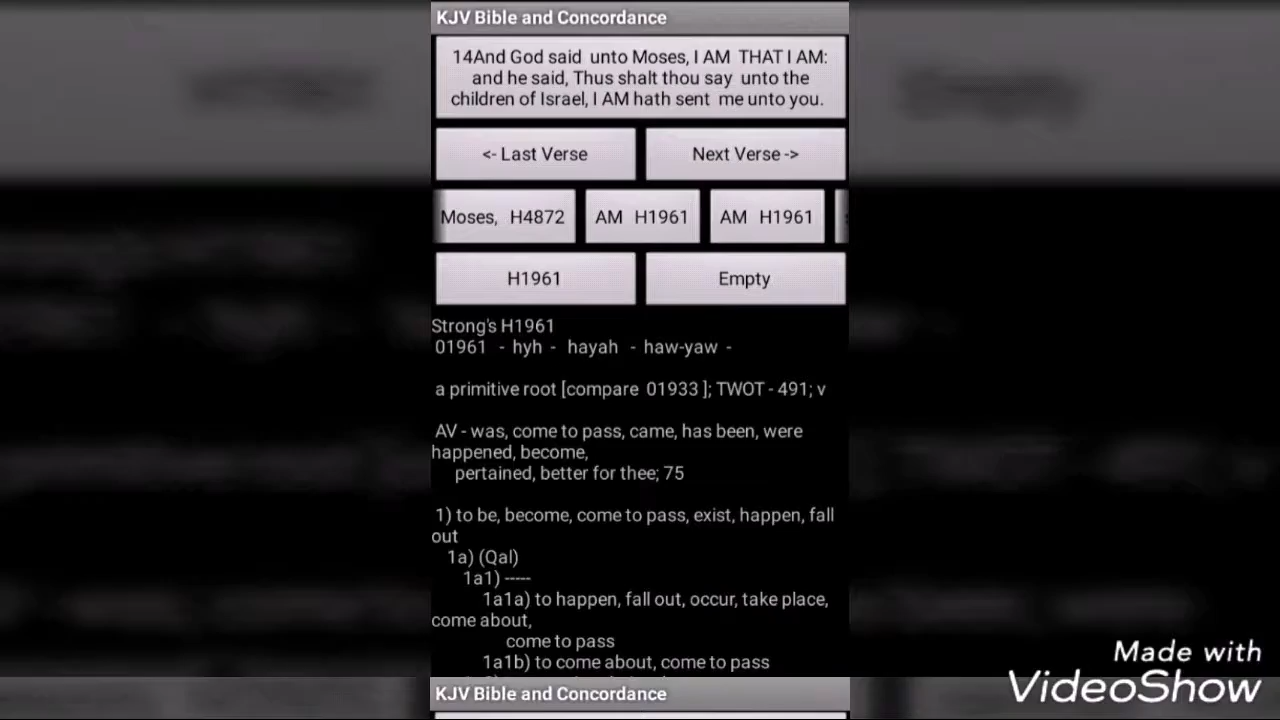 KJV Bible and Concordance
14And God said unto Moses, I AM THAT I AM:
and he said, Thus shalt thou say unto the
children of Israel, I AM hath sent me unto you.
<- Last Verse Next Verse ->
Moses, H4872 AM H1961 AM H1961
H1961 Empty
Strong's H1961
01961 - hyh - hayah - haw-yaw -
a primitive root [compare 01933 ]; TWOT - 491; v
AV - was, come to pass, came, has been, were
happened, become,
pertained, better for thee; 75
1) to be, become, come to pass, exist, happen, fall
out
1a) (Qal)
1a1) -----
1a1a) to happen, fall out, occur, take place,
come about,
come to pass
1a1b) to come about, come to pass
KJV Bible and Concordance
Made with
VideoShow